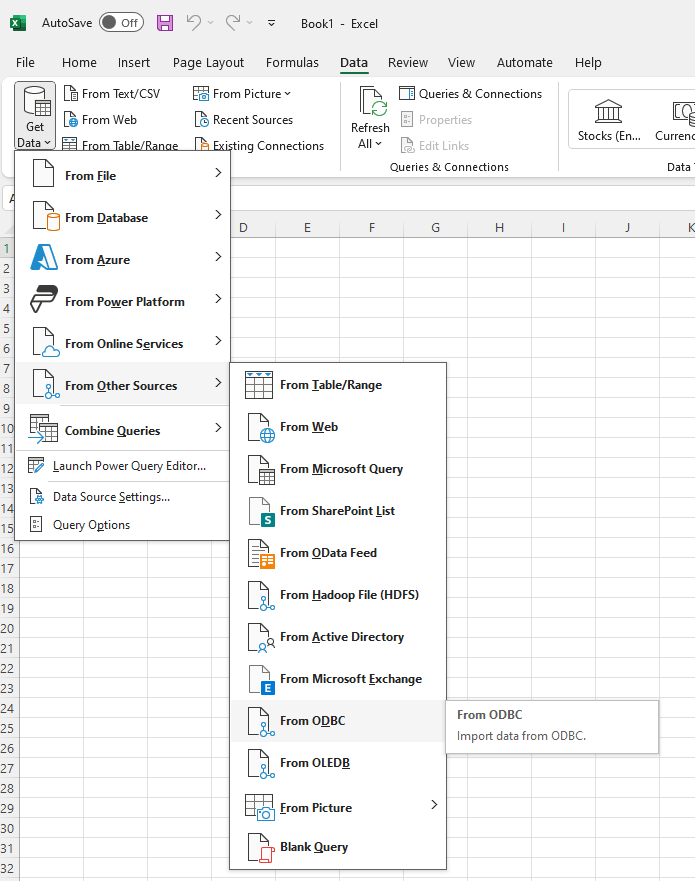 AutoSave Off Book1 - Excel
File Home Insert Page Layout Formulas Data Review View Automate Help
Get Data
From Text/CSV
From Web
From Table/Range
From Picture
Recent Sources
Existing Connections
Refresh All
Queries & Connections
Properties
Edit Links
Queries & Connections
Stocks (En...
Currenc
Data T
From File
From Database
From Azure
From Power Platform
From Online Services
From Other Sources
Combine Queries
Launch Power Query Editor...
Data Source Settings...
Query Options
From Table/Range
From Web
From Microsoft Query
From SharePoint List
From OData Feed
From Hadoop File (HDFS)
From Active Directory
From Microsoft Exchange
From ODBC
From OLEDB
From Picture
Blank Query
From ODBC
Import data from ODBC.
D E F G H I J K
1
2
3
4
5
6
7
8
9
10
11
12
13
14
15
16
17
18
19
20
21
22
23
24
25
26
27
28
29
30
31
32